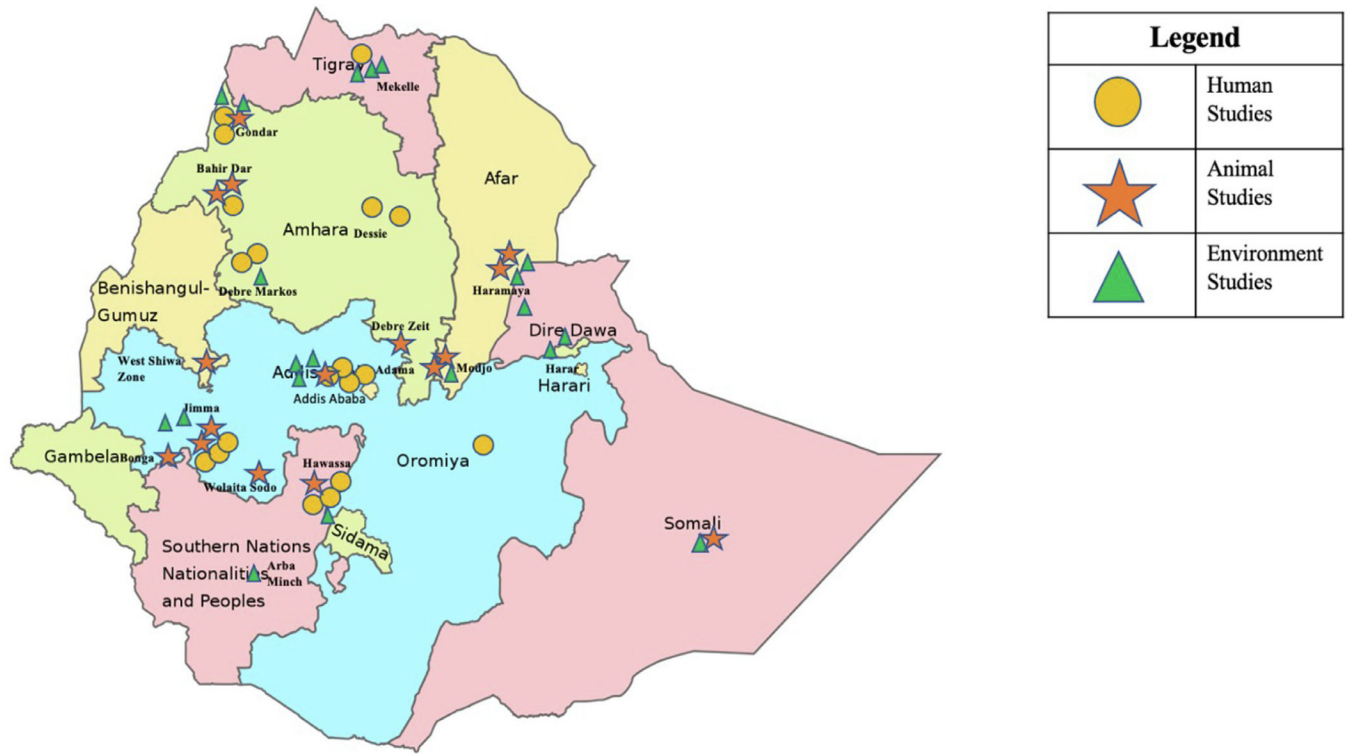 Legend
Human
Studies
Animal
Studies
Environment
Studies
Tigray
Mekelle
Gondar
Bahir Dar
Afar
Amhara
Dessie
Benishangul-
Gumuz
Debre Markos
Haramaya
Debre Zeit
Dire Dawa
West Shiwa
Zone
Adama
Modjo
Harar
Harari
Addis Ababa
Jimma
Gambela
Bonga
Oromiya
Hawassa
Wolaita Sodo
Somali
Sidama
Southern Nations
Nationalities
and Peoples
Arba
Minch